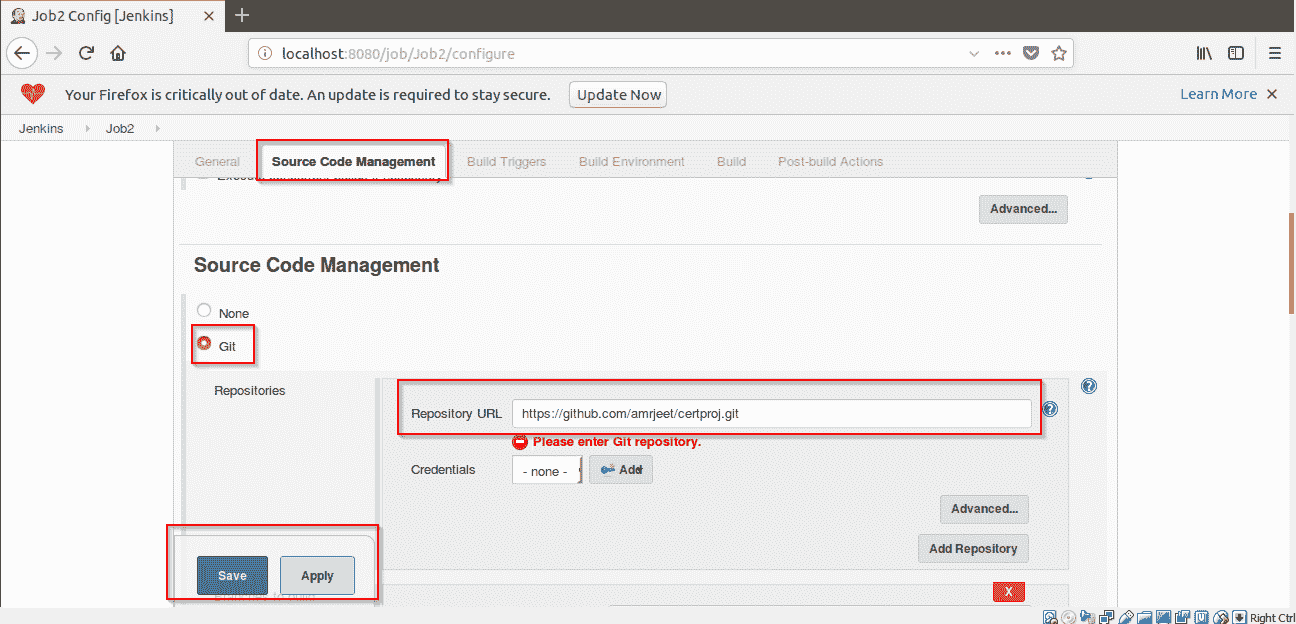 Job2 Config [Jenkins]
localhost:8080/job/Job2/configure
Your Firefox is critically out of date. An update is required to stay secure.
Update Now
Learn More
Jenkins
Job2
General
Source Code Management
Build Triggers
Build Environment
Build
Post-build Actions
Advanced...
Source Code Management
None
Git
Repositories
Repository URL
https://github.com/amrjeet/certproj.git
Please enter Git repository.
Credentials
- none -
Add
Advanced...
Add Repository
Save
Apply
X
Right Ctrl